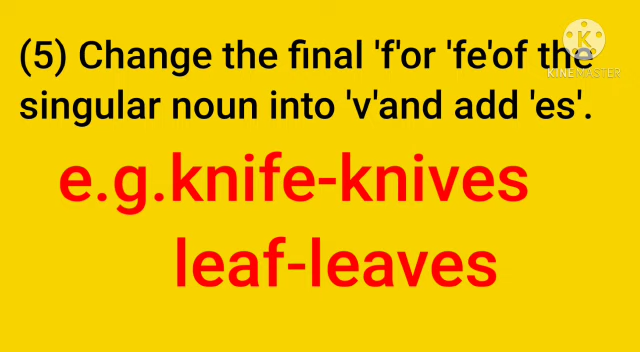 (5) Change the final 'f'or 'fe'of the
singular noun into 'v'and add 'es'.
e.g.knife-knives
leaf-leaves
KINEMASTER